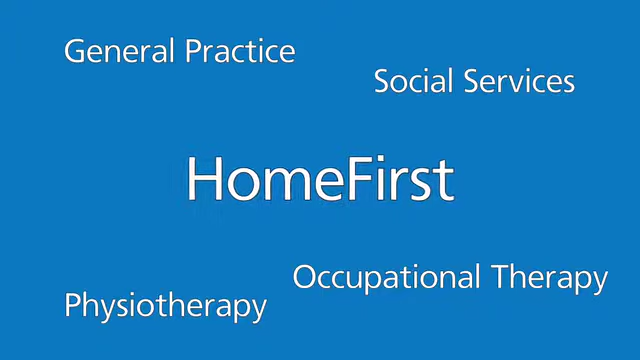 General Practice
Social Services
HomeFirst
Occupational Therapy
Physiotherapy